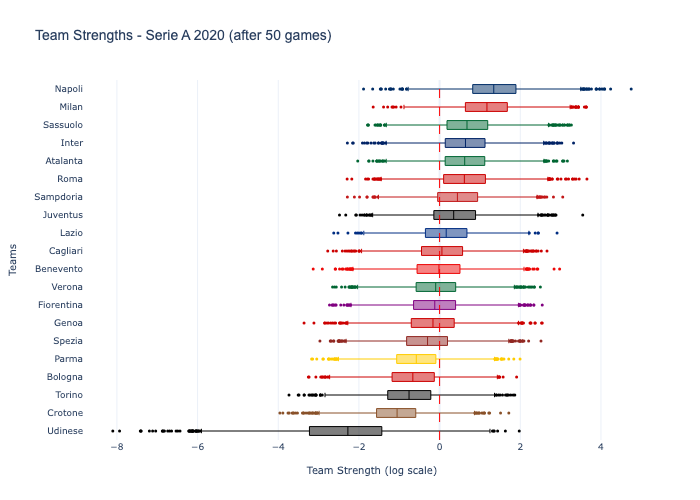 Team Strengths - Serie A 2020 (after 50 games)
Napoli
Milan
Sassuolo
Inter
Atalanta
Roma
Sampdoria
Juventus
Lazio
Cagliari
Benevento
Verona
Fiorentina
Genoa
Spezia
Parma
Bologna
Torino
Crotone
Udinese
Teams
−8 −6 −4 −2 0 2 4
Team Strength (log scale)